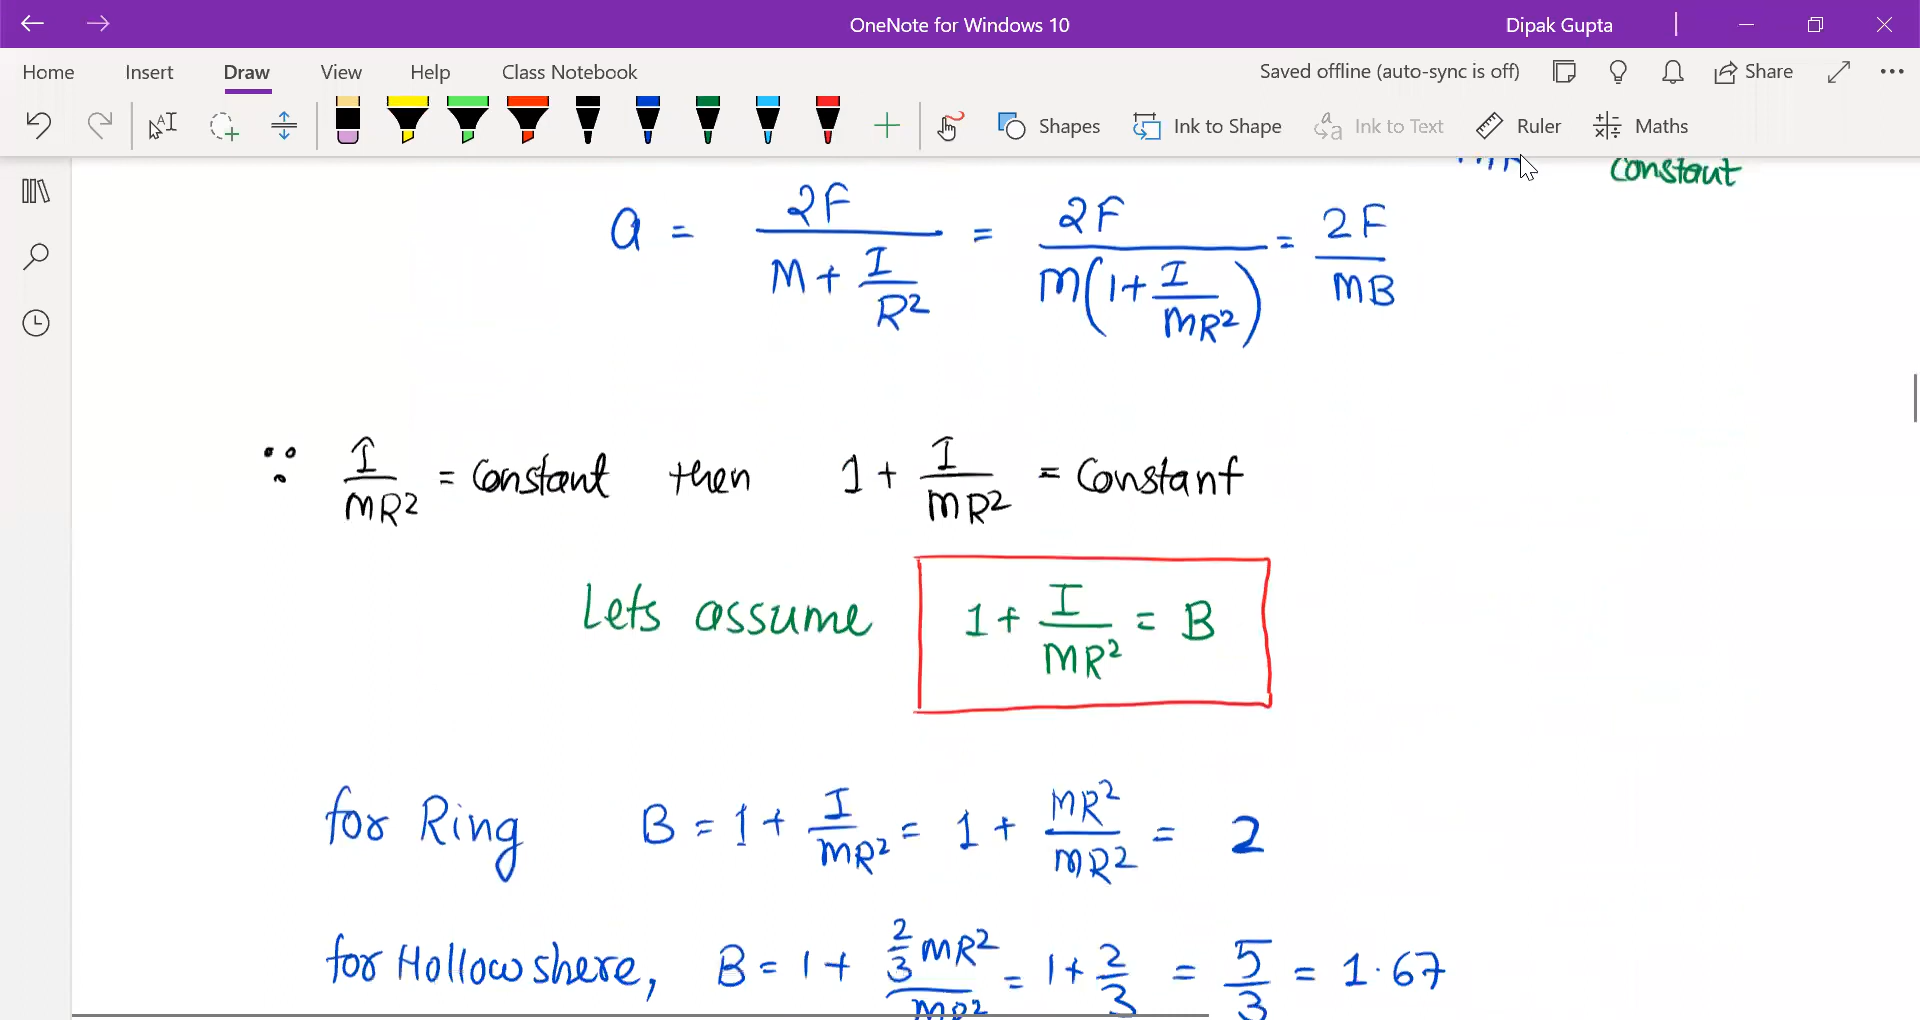 OneNote for Windows 10
Dipak Gupta
Home Insert Draw View Help Class Notebook
Saved offline (auto-sync is off) Share
Shapes Ink to Shape Ink to Text Ruler Maths
Constant
a = 2F / (M + I/R²) = 2F / (m(1 + I/MR²)) = 2F / mB
∵ I/MR² = Constant then 1 + I/MR² = Constant
Lets assume 1 + I/MR² = B
for Ring B = 1 + I/MR² = 1 + MR²/MR² = 2
for Hollow shere, B = 1 + (2/3 MR²)/MR² = 1 + 2/3 = 5/3 = 1.67